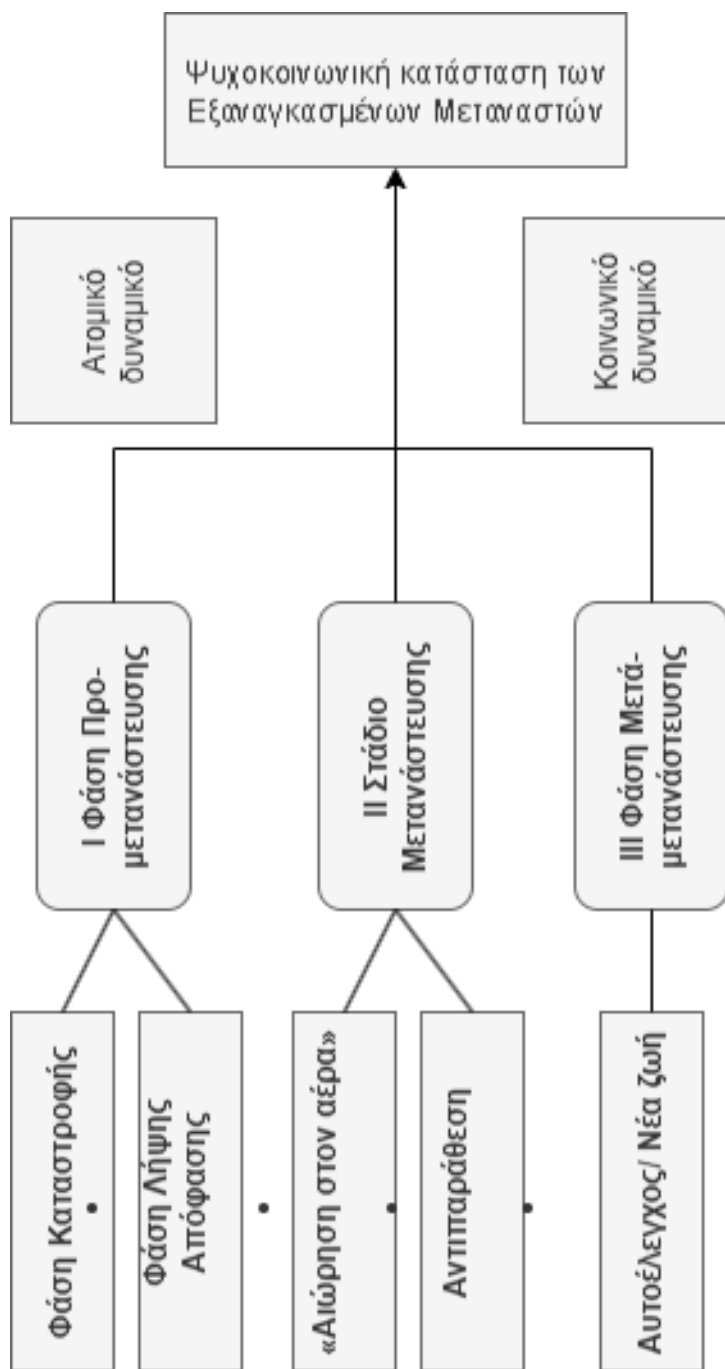 Ψυχοκοινωνική κατάσταση των
Εξαναγκασμένων Μεταναστών
Ατομικό
δυναμικό
Κοινωνικό
δυναμικό
Ι Φάση Προ-
μετανάστευσης
ΙΙ Στάδιο
Μετανάστευσης
ΙΙΙ Φάση Μετά-
μετανάστευσης
Φάση Καταστροφής
Φάση Λήψης
Απόφασης
«Αιώρηση στον αέρα»
Αντιπαράθεση
Αυτοέλεγχος/ Νέα ζωή